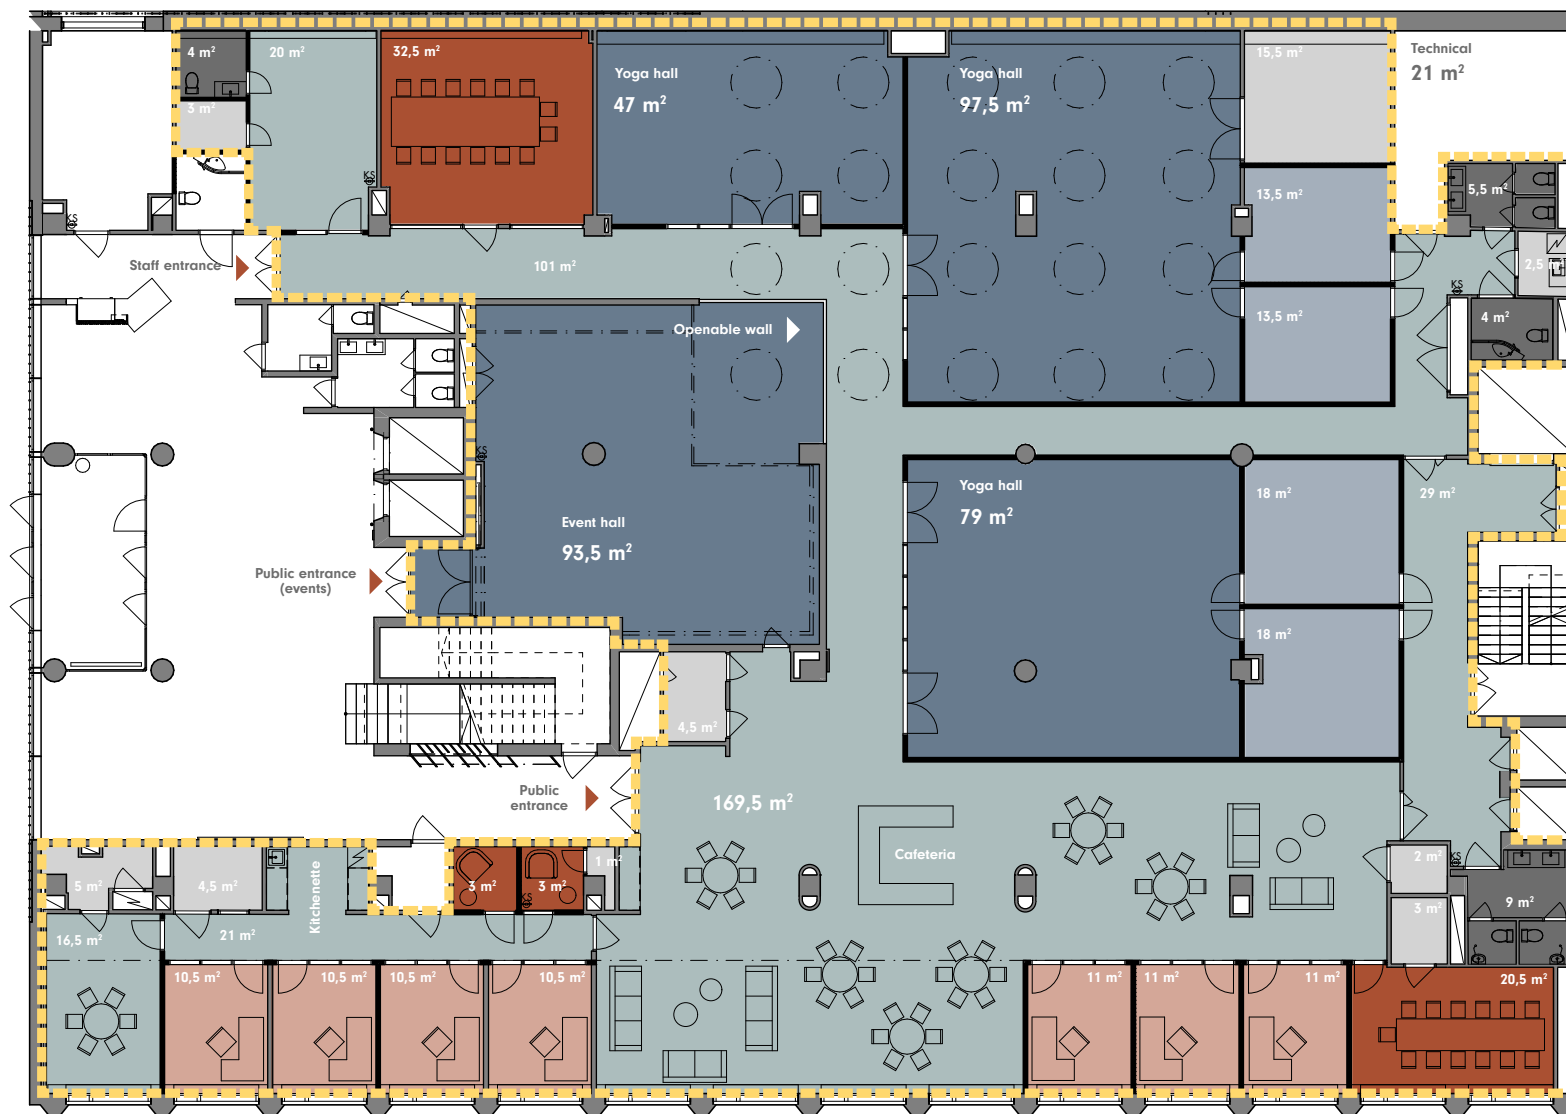 4 m²
20 m²
32,5 m²
Yoga hall
47 m²
Yoga hall
97,5 m²
15,5 m²
Technical
21 m²
3 m²
KS
KS
13,5 m²
5,5 m²
Staff entrance
101 m²
2,5 m²
KS
Openable wall
13,5 m²
4 m²
KS
Event hall
93,5 m²
Yoga hall
79 m²
18 m²
29 m²
Public entrance
(events)
18 m²
4,5 m²
Public
entrance
169,5 m²
Cafeteria
5 m²
4,5 m²
Kitchenette
3 m²
3 m²
1 m²
2 m²
3 m²
9 m²
16,5 m²
21 m²
10,5 m²
10,5 m²
10,5 m²
10,5 m²
11 m²
11 m²
11 m²
20,5 m²